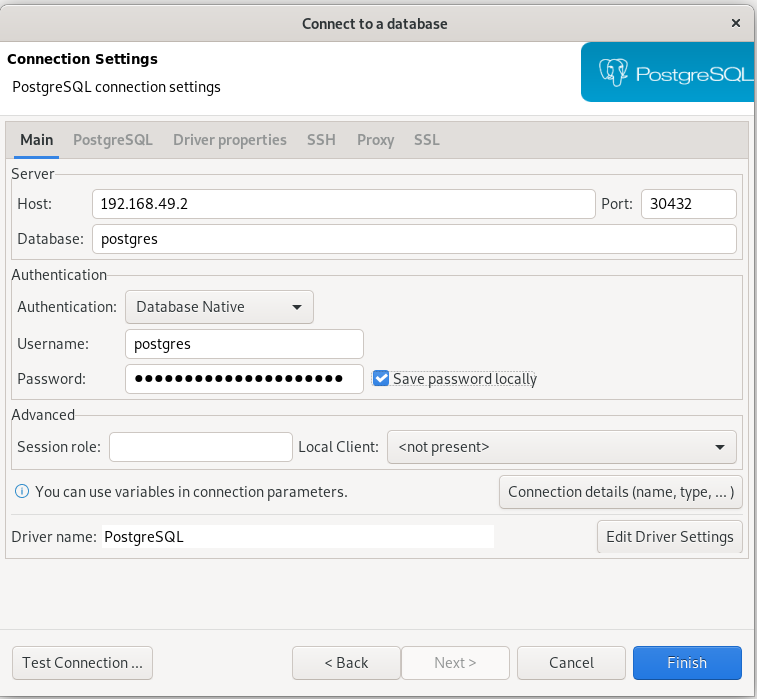 Connect to a database ×
Connection Settings
PostgreSQL connection settings
PostgreSQL
Main PostgreSQL Driver properties SSH Proxy SSL
Server
Host: 192.168.49.2 Port: 30432
Database: postgres
Authentication
Authentication: Database Native
Username: postgres
Password: ●●●●●●●●●●●●●●●●●●●●● Save password locally
Advanced
Session role: Local Client: <not present>
You can use variables in connection parameters. Connection details (name, type, ... )
Driver name: PostgreSQL Edit Driver Settings
Test Connection ... < Back Next > Cancel Finish